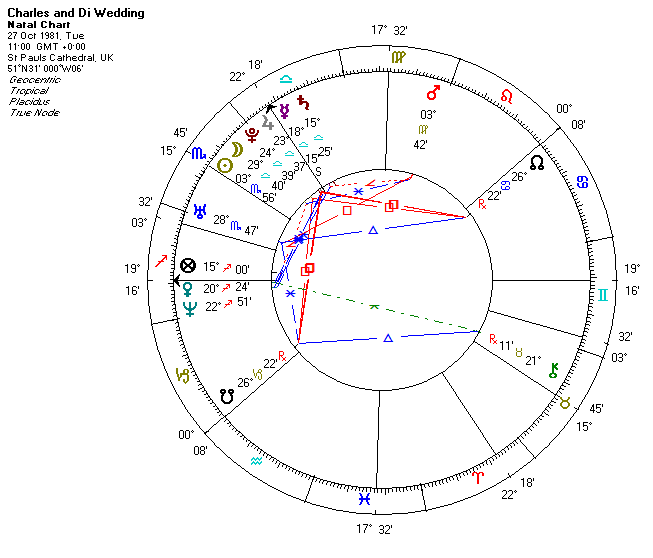 Charles and Di Wedding
Natal Chart
27 Oct 1981, Tue
11:00 GMT +0:00
St Pauls Cathedral, UK
51°N31' 000°W06'
Geocentric
Tropical
Placidus
True Node
17° 32'
22° 18'
00° 08'
15° 45'
03° 32'
19° 16'
19° 16'
03° 32'
15° 45'
00° 08'
22° 18'
17° 32'
03° 42'
26° 22' ℞
15° 25' S
18° 37'
23° 39'
24° 40'
29° 56'
03°
28° 47'
15° 00'
20° 24'
22° 51'
26° 22' ℞
℞ 11' 21°